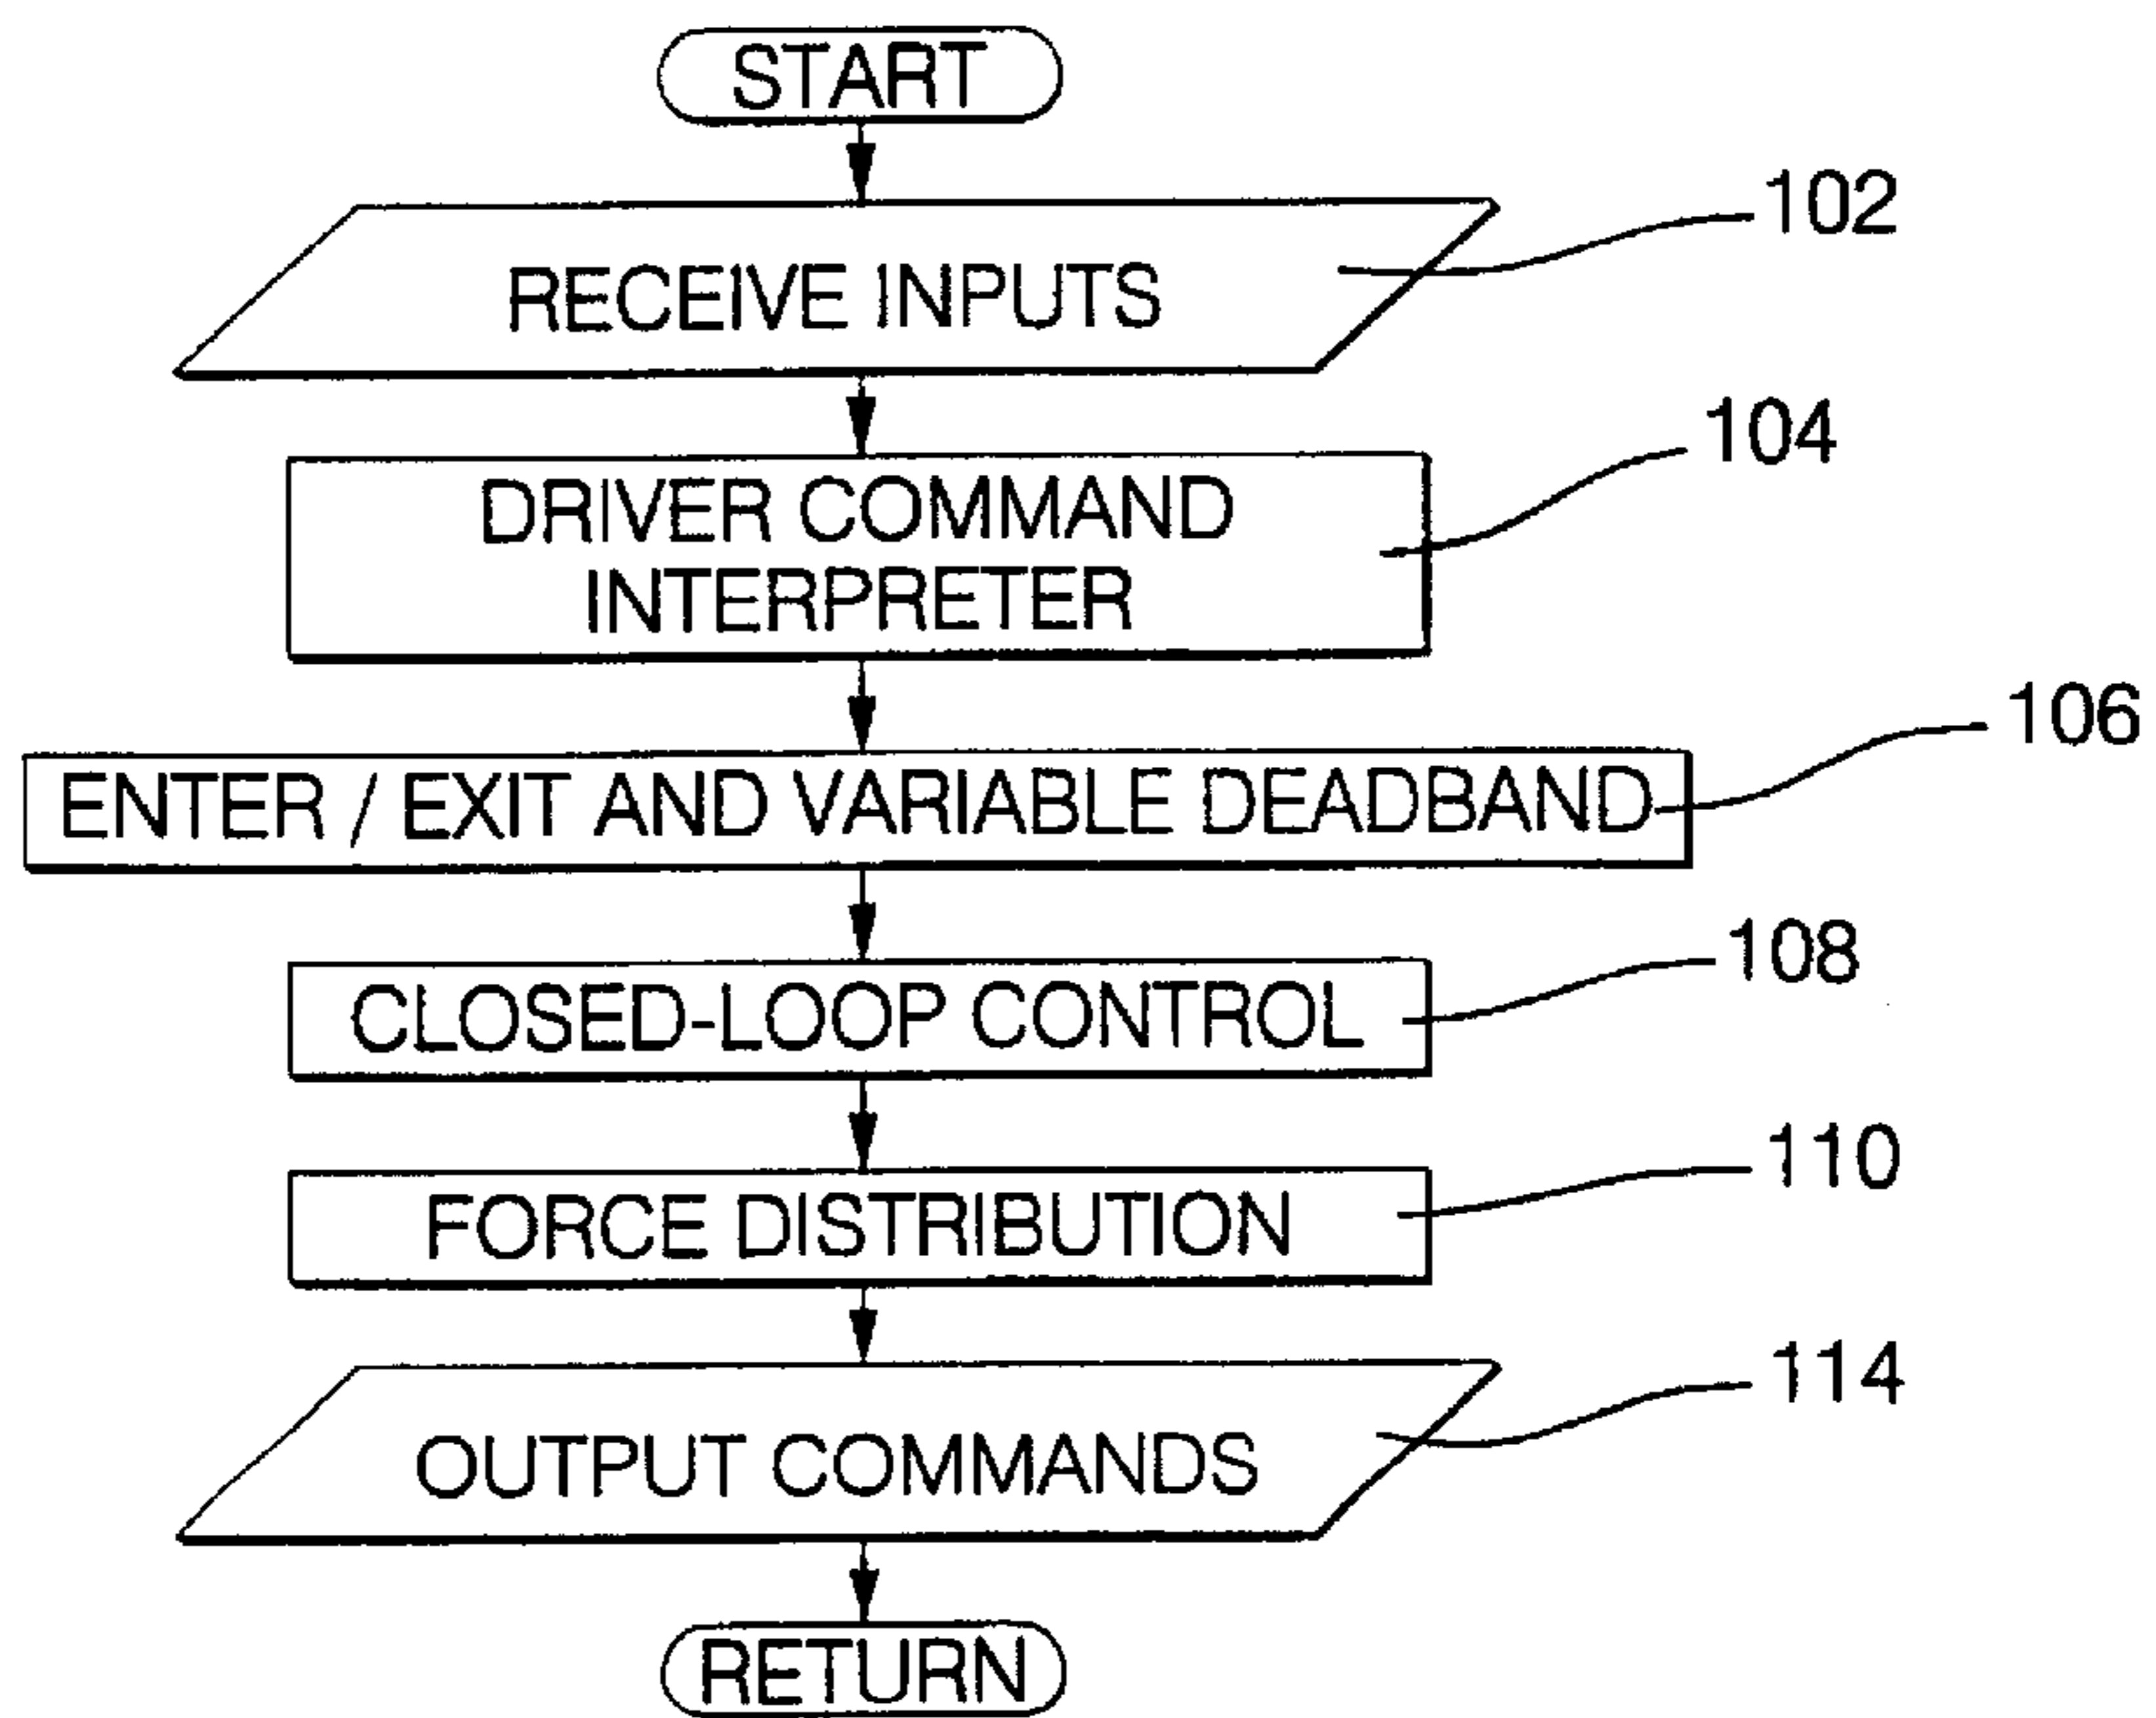 START
102
RECEIVE INPUTS
104
DRIVER COMMAND
INTERPRETER
106
ENTER / EXIT AND VARIABLE DEADBAND
108
CLOSED-LOOP CONTROL
110
FORCE DISTRIBUTION
114
OUTPUT COMMANDS
RETURN